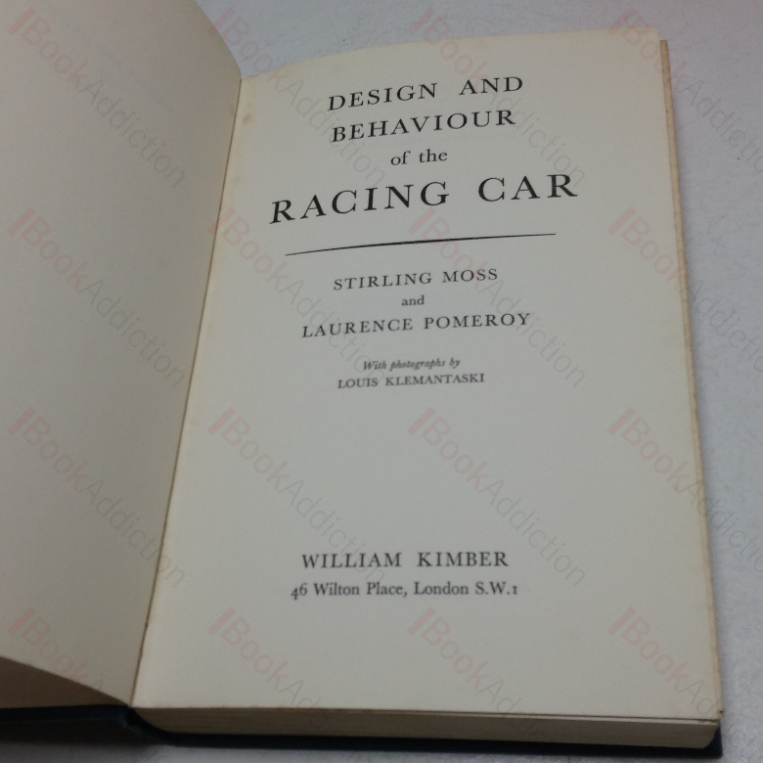 DESIGN AND
BEHAVIOUR
of the
RACING CAR
STIRLING MOSS
and
LAURENCE POMEROY
With photographs by
LOUIS KLEMANTASKI
WILLIAM KIMBER
46 Wilton Place, London S.W.1
BookAddiction